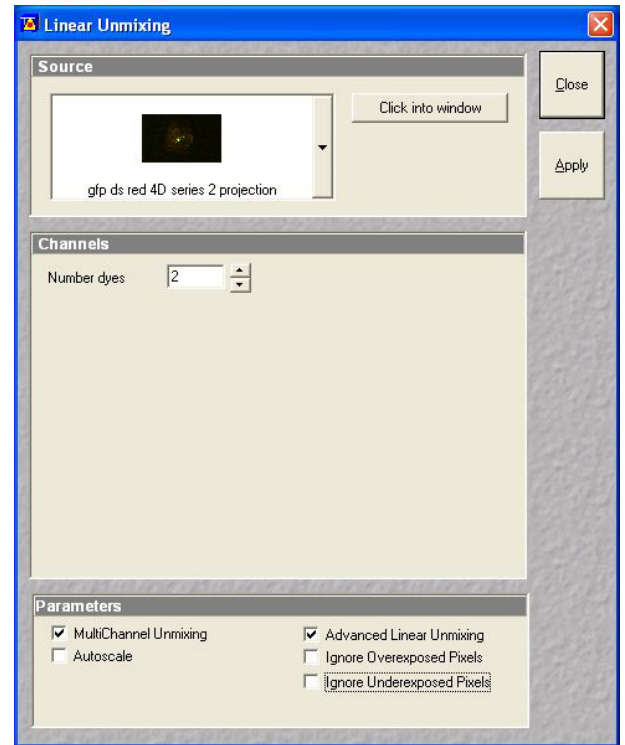 Linear Unmixing
Source
Click into window
gfp ds red 4D series 2 projection
Close
Apply
Channels
Number dyes 2
Parameters
MultiChannel Unmixing
Autoscale
Advanced Linear Unmixing
Ignore Overexposed Pixels
Ignore Underexposed Pixels